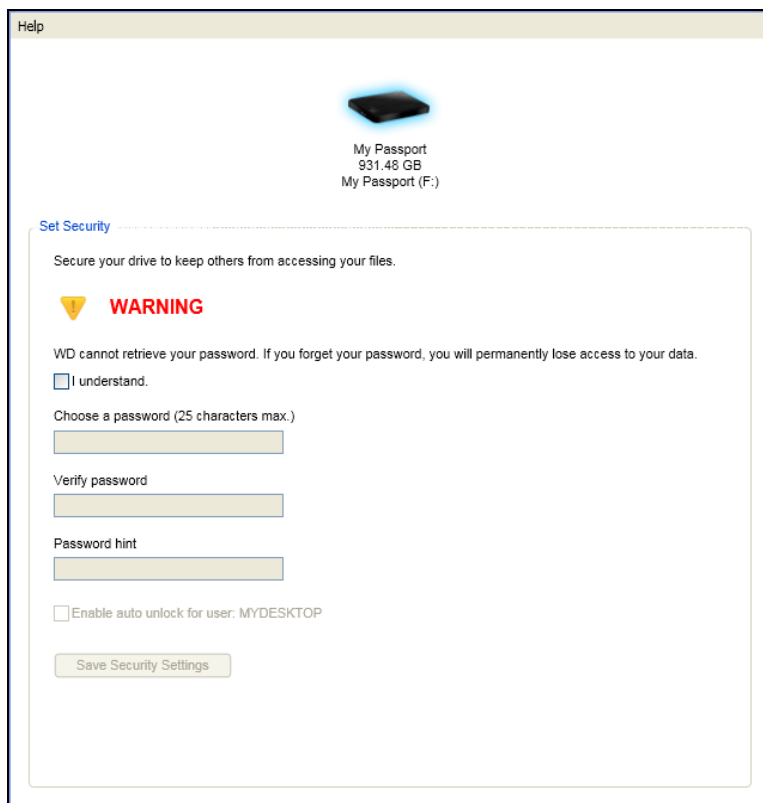 Help
My Passport
931.48 GB
My Passport (F:)
Set Security
Secure your drive to keep others from accessing your files.
WARNING
WD cannot retrieve your password. If you forget your password, you will permanently lose access to your data.
I understand.
Choose a password (25 characters max.)
Verify password
Password hint
Enable auto unlock for user: MYDESKTOP
Save Security Settings